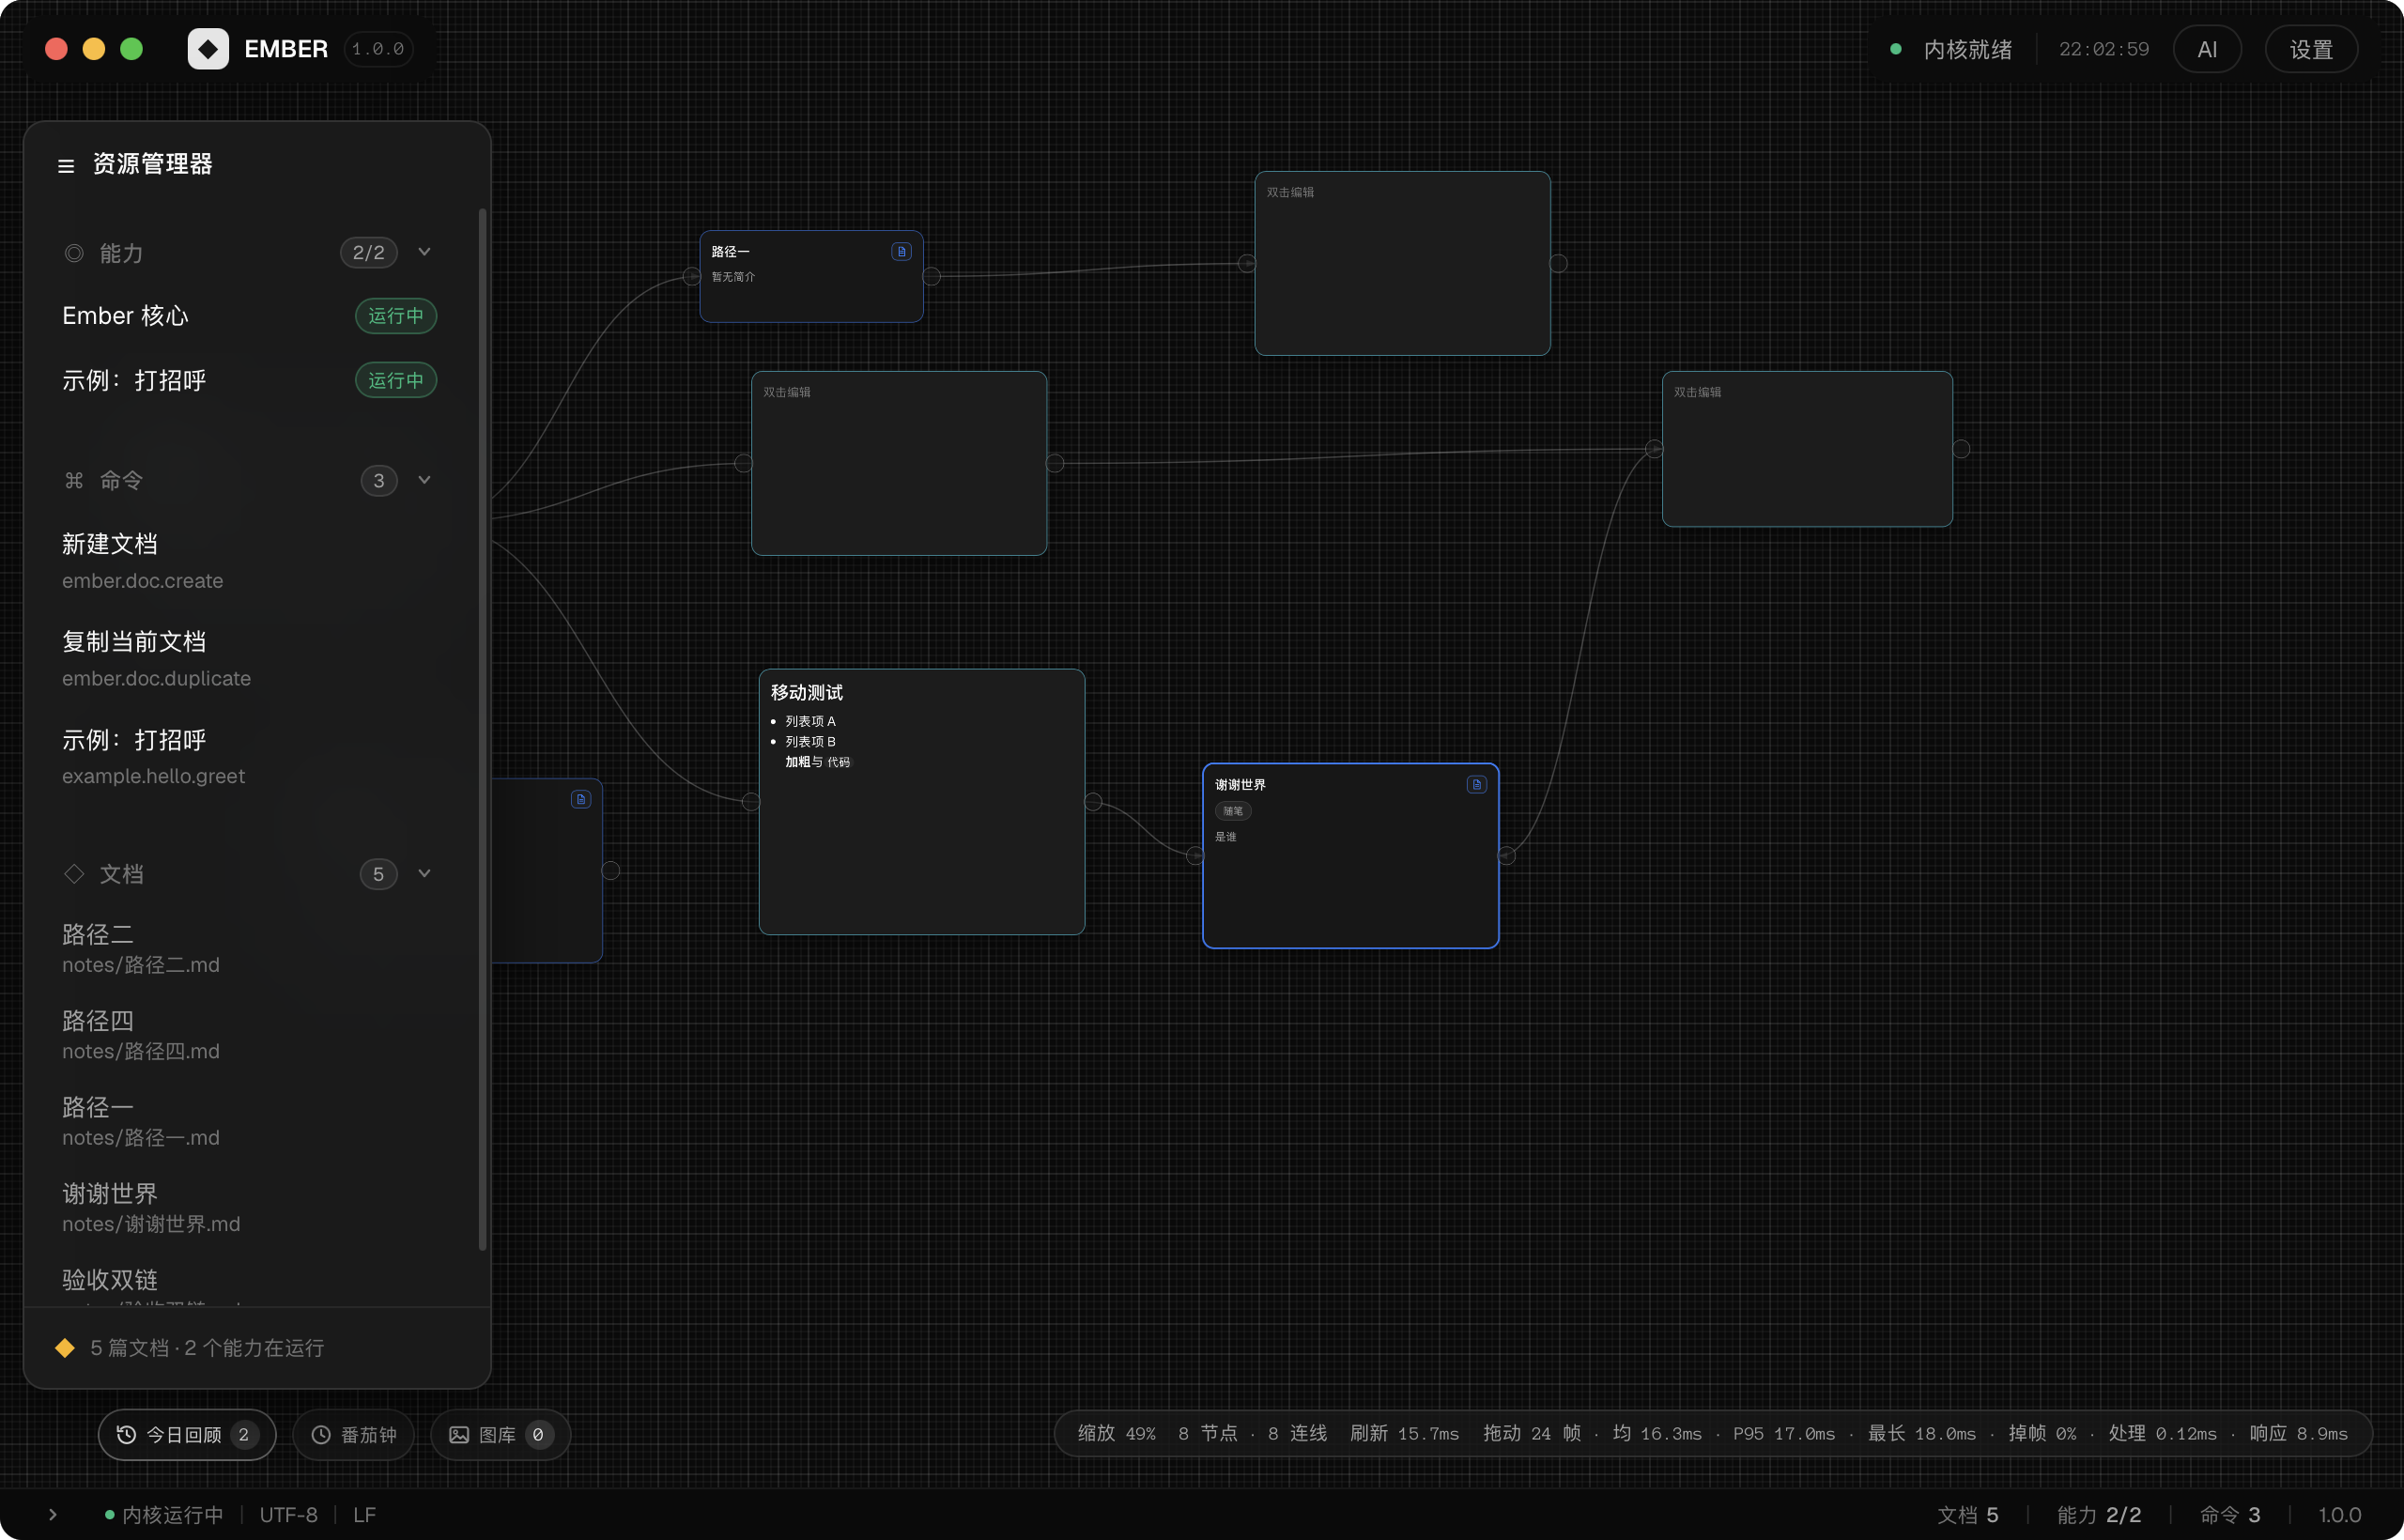 EMBER 1.0.0
内核就绪 22:02:59 AI 设置
资源管理器
能力 2/2
Ember 核心 运行中
示例：打招呼 运行中
命令 3
新建文档
ember.doc.create
复制当前文档
ember.doc.duplicate
示例：打招呼
example.hello.greet
文档 5
路径二
notes/路径二.md
路径四
notes/路径四.md
路径一
notes/路径一.md
谢谢世界
notes/谢谢世界.md
验收双链
5 篇文档 · 2 个能力在运行
路径一
暂无简介
双击编辑
双击编辑
双击编辑
移动测试
列表项 A
列表项 B
加粗与 代码
谢谢世界
随笔
是谁
今日回顾 2 番茄钟 图库 0
缩放 49% 8 节点 · 8 连线 刷新 15.7ms 拖动 24 帧 · 均 16.3ms · P95 17.0ms · 最长 18.0ms · 掉帧 0% · 处理 0.12ms · 响应 8.9ms
内核运行中 UTF-8 LF
文档 5 能力 2/2 命令 3 1.0.0